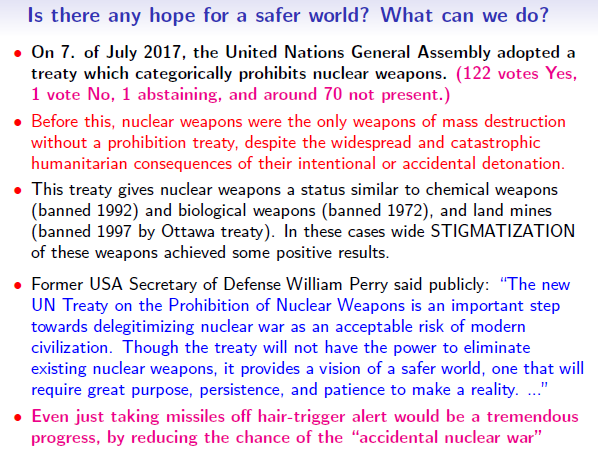 Is there any hope for a safer world? What can we do?
• On 7. of July 2017, the United Nations General Assembly adopted a
treaty which categorically prohibits nuclear weapons. (122 votes Yes,
1 vote No, 1 abstaining, and around 70 not present.)
• Before this, nuclear weapons were the only weapons of mass destruction
without a prohibition treaty, despite the widespread and catastrophic
humanitarian consequences of their intentional or accidental detonation.
• This treaty gives nuclear weapons a status similar to chemical weapons
(banned 1992) and biological weapons (banned 1972), and land mines
(banned 1997 by Ottawa treaty). In these cases wide STIGMATIZATION
of these weapons achieved some positive results.
• Former USA Secretary of Defense William Perry said publicly: “The new
UN Treaty on the Prohibition of Nuclear Weapons is an important step
towards delegitimizing nuclear war as an acceptable risk of modern
civilization. Though the treaty will not have the power to eliminate
existing nuclear weapons, it provides a vision of a safer world, one that will
require great purpose, persistence, and patience to make a reality. ...”
• Even just taking missiles off hair-trigger alert would be a tremendous
progress, by reducing the chance of the “accidental nuclear war”